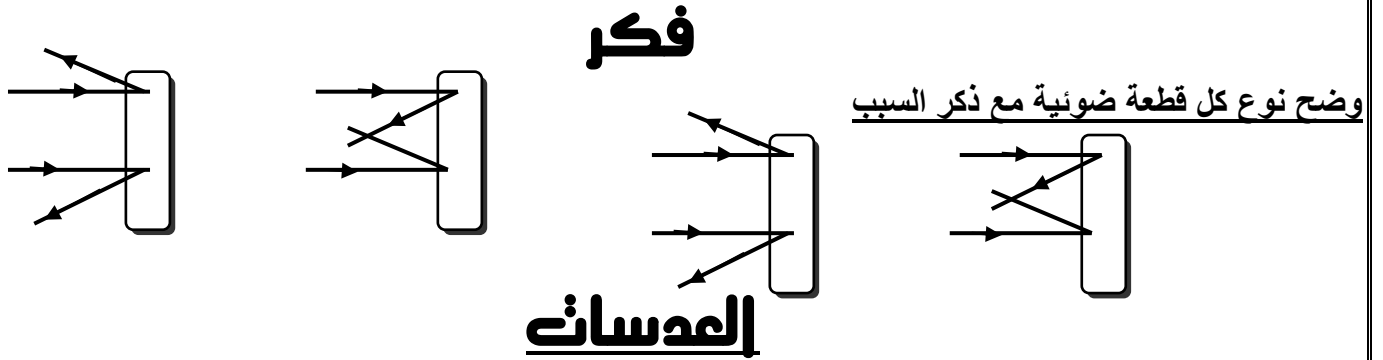 فكر
وضح نوع كل قطعة ضوئية مع ذكر السبب
العدسات